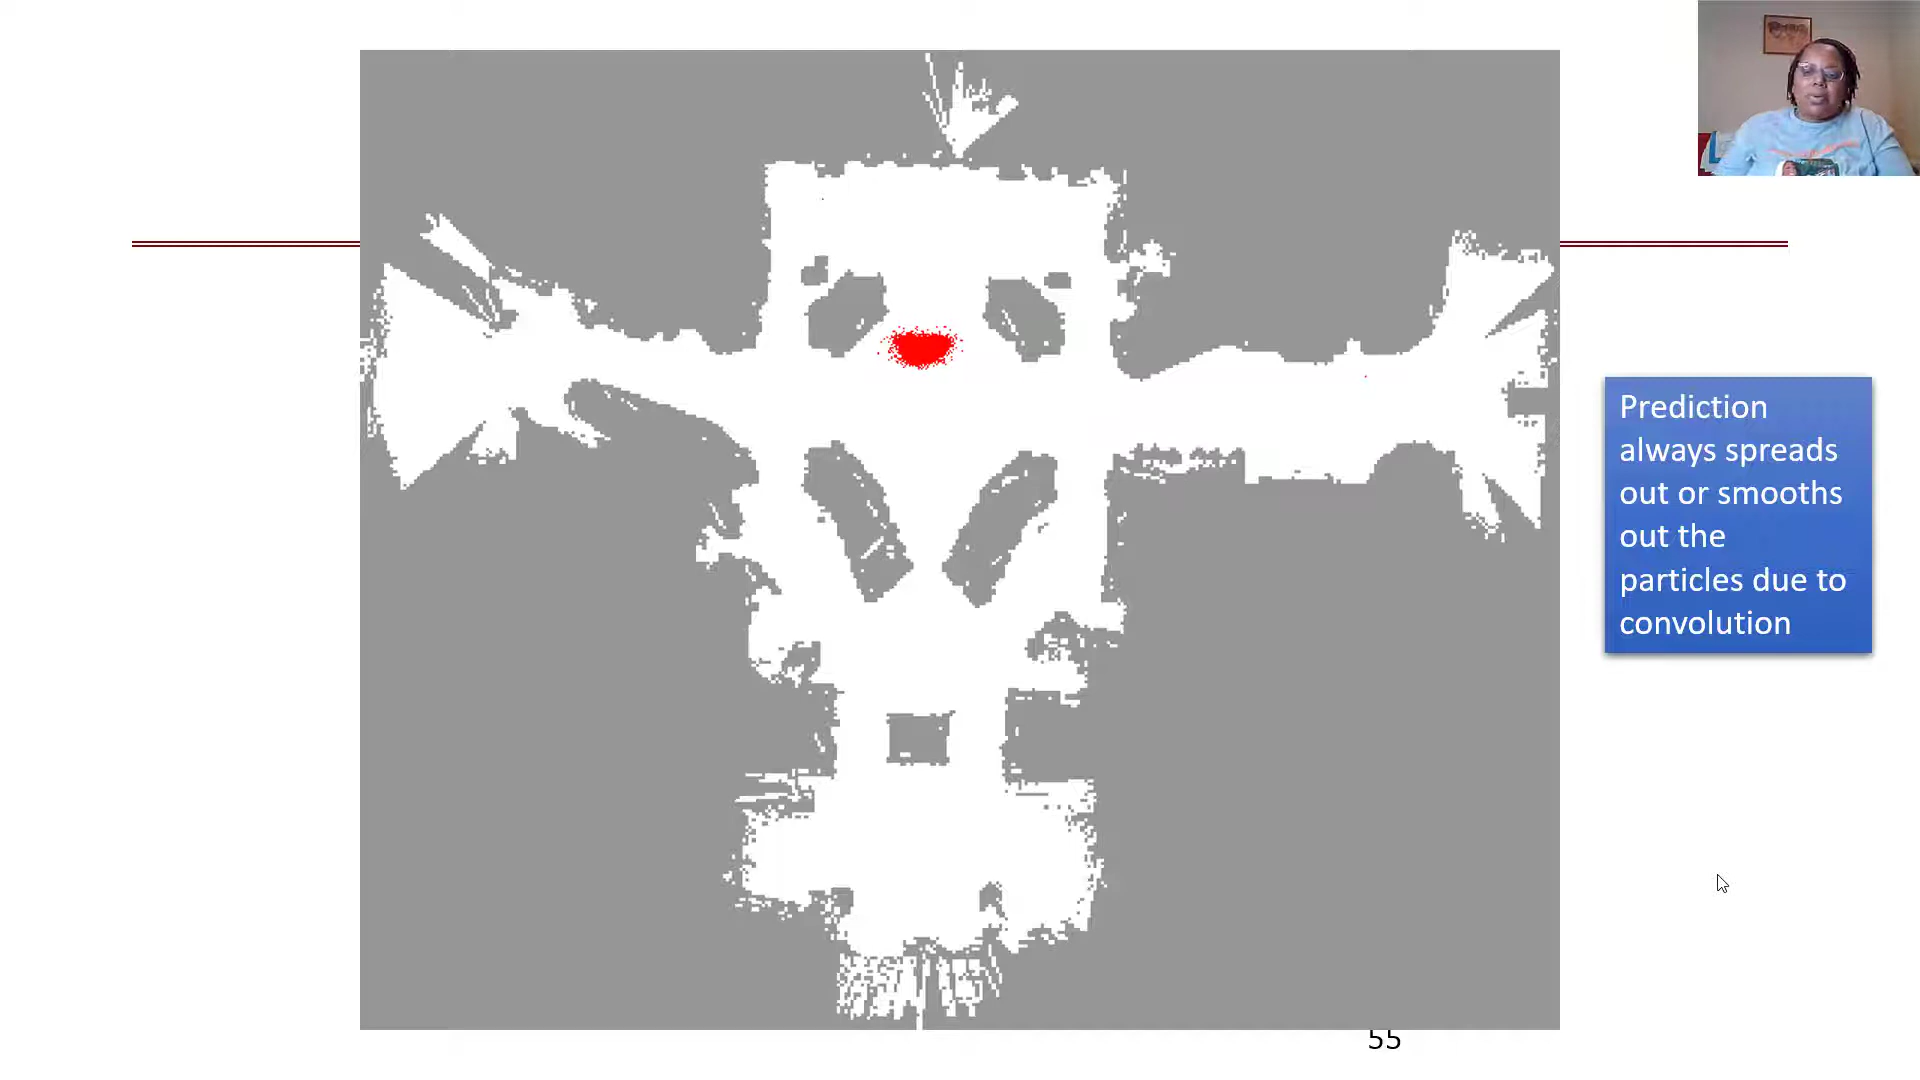 Prediction
always spreads
out or smooths
out the
particles due to
convolution
55